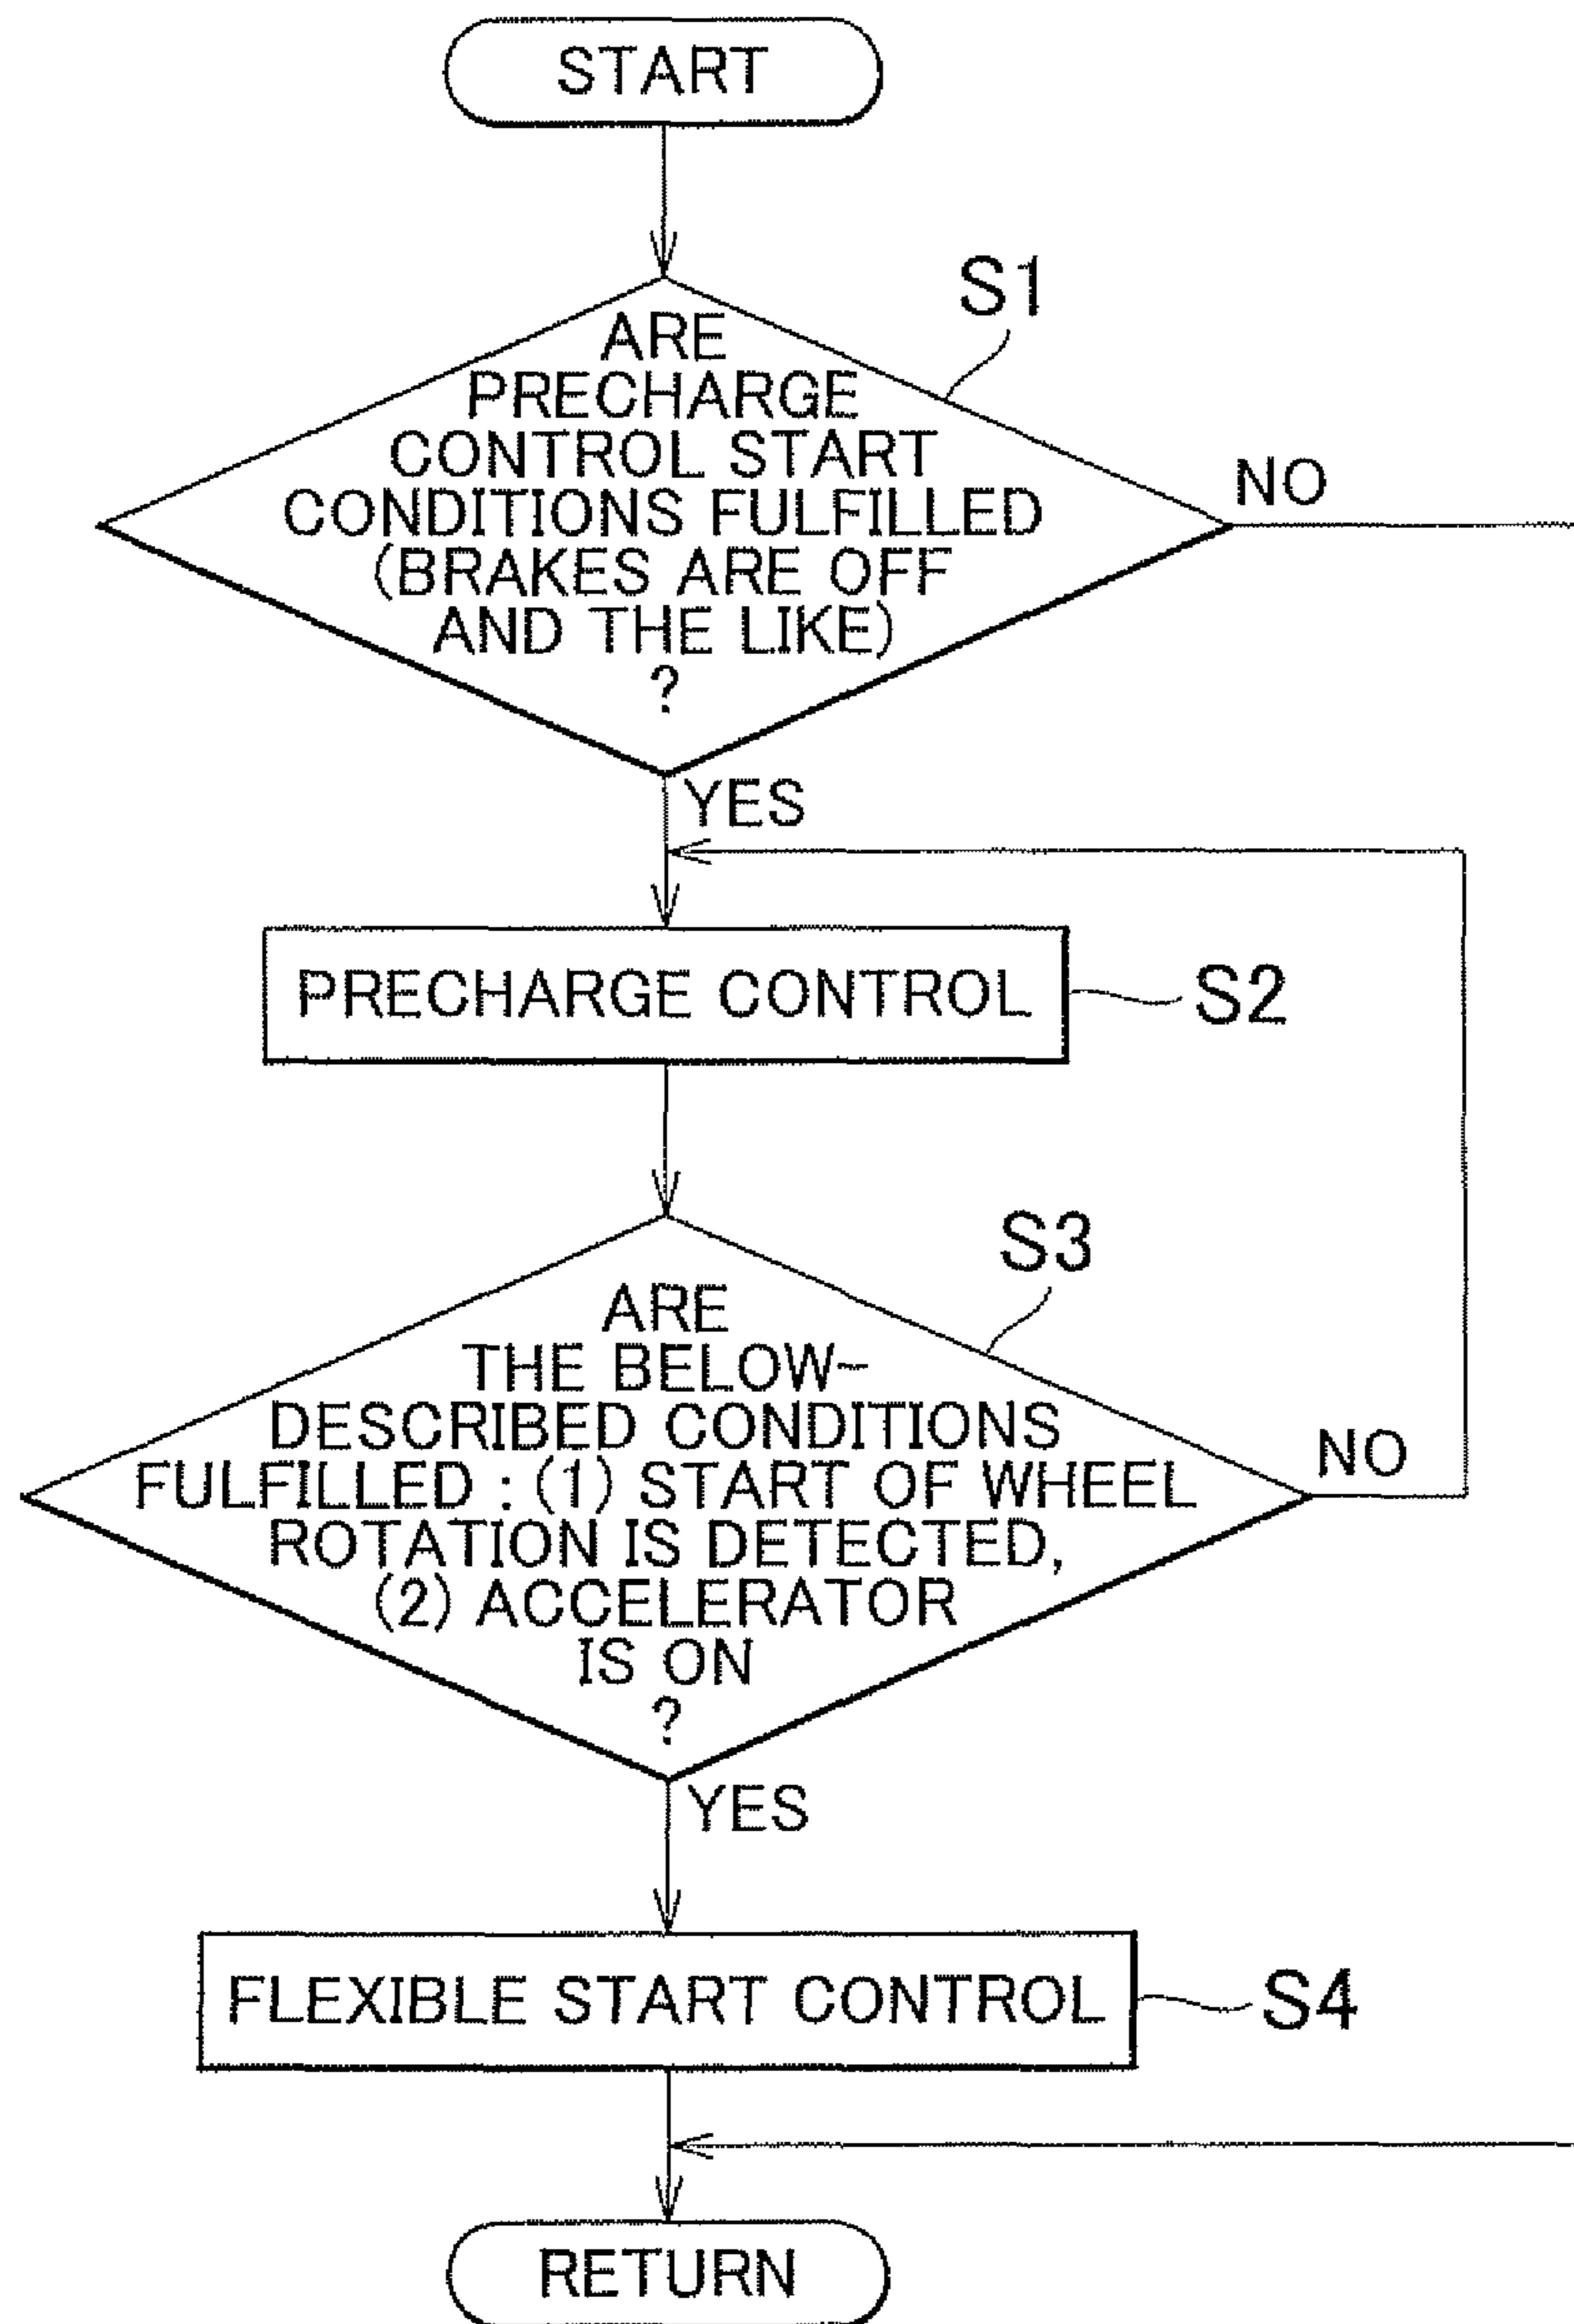 START
S1
ARE
PRECHARGE
CONTROL START
CONDITIONS FULFILLED
(BRAKES ARE OFF
AND THE LIKE)
?
NO
YES
PRECHARGE CONTROL
S2
S3
ARE
THE BELOW-
DESCRIBED CONDITIONS
FULFILLED : (1) START OF WHEEL
ROTATION IS DETECTED,
(2) ACCELERATOR
IS ON
?
NO
YES
FLEXIBLE START CONTROL
S4
RETURN